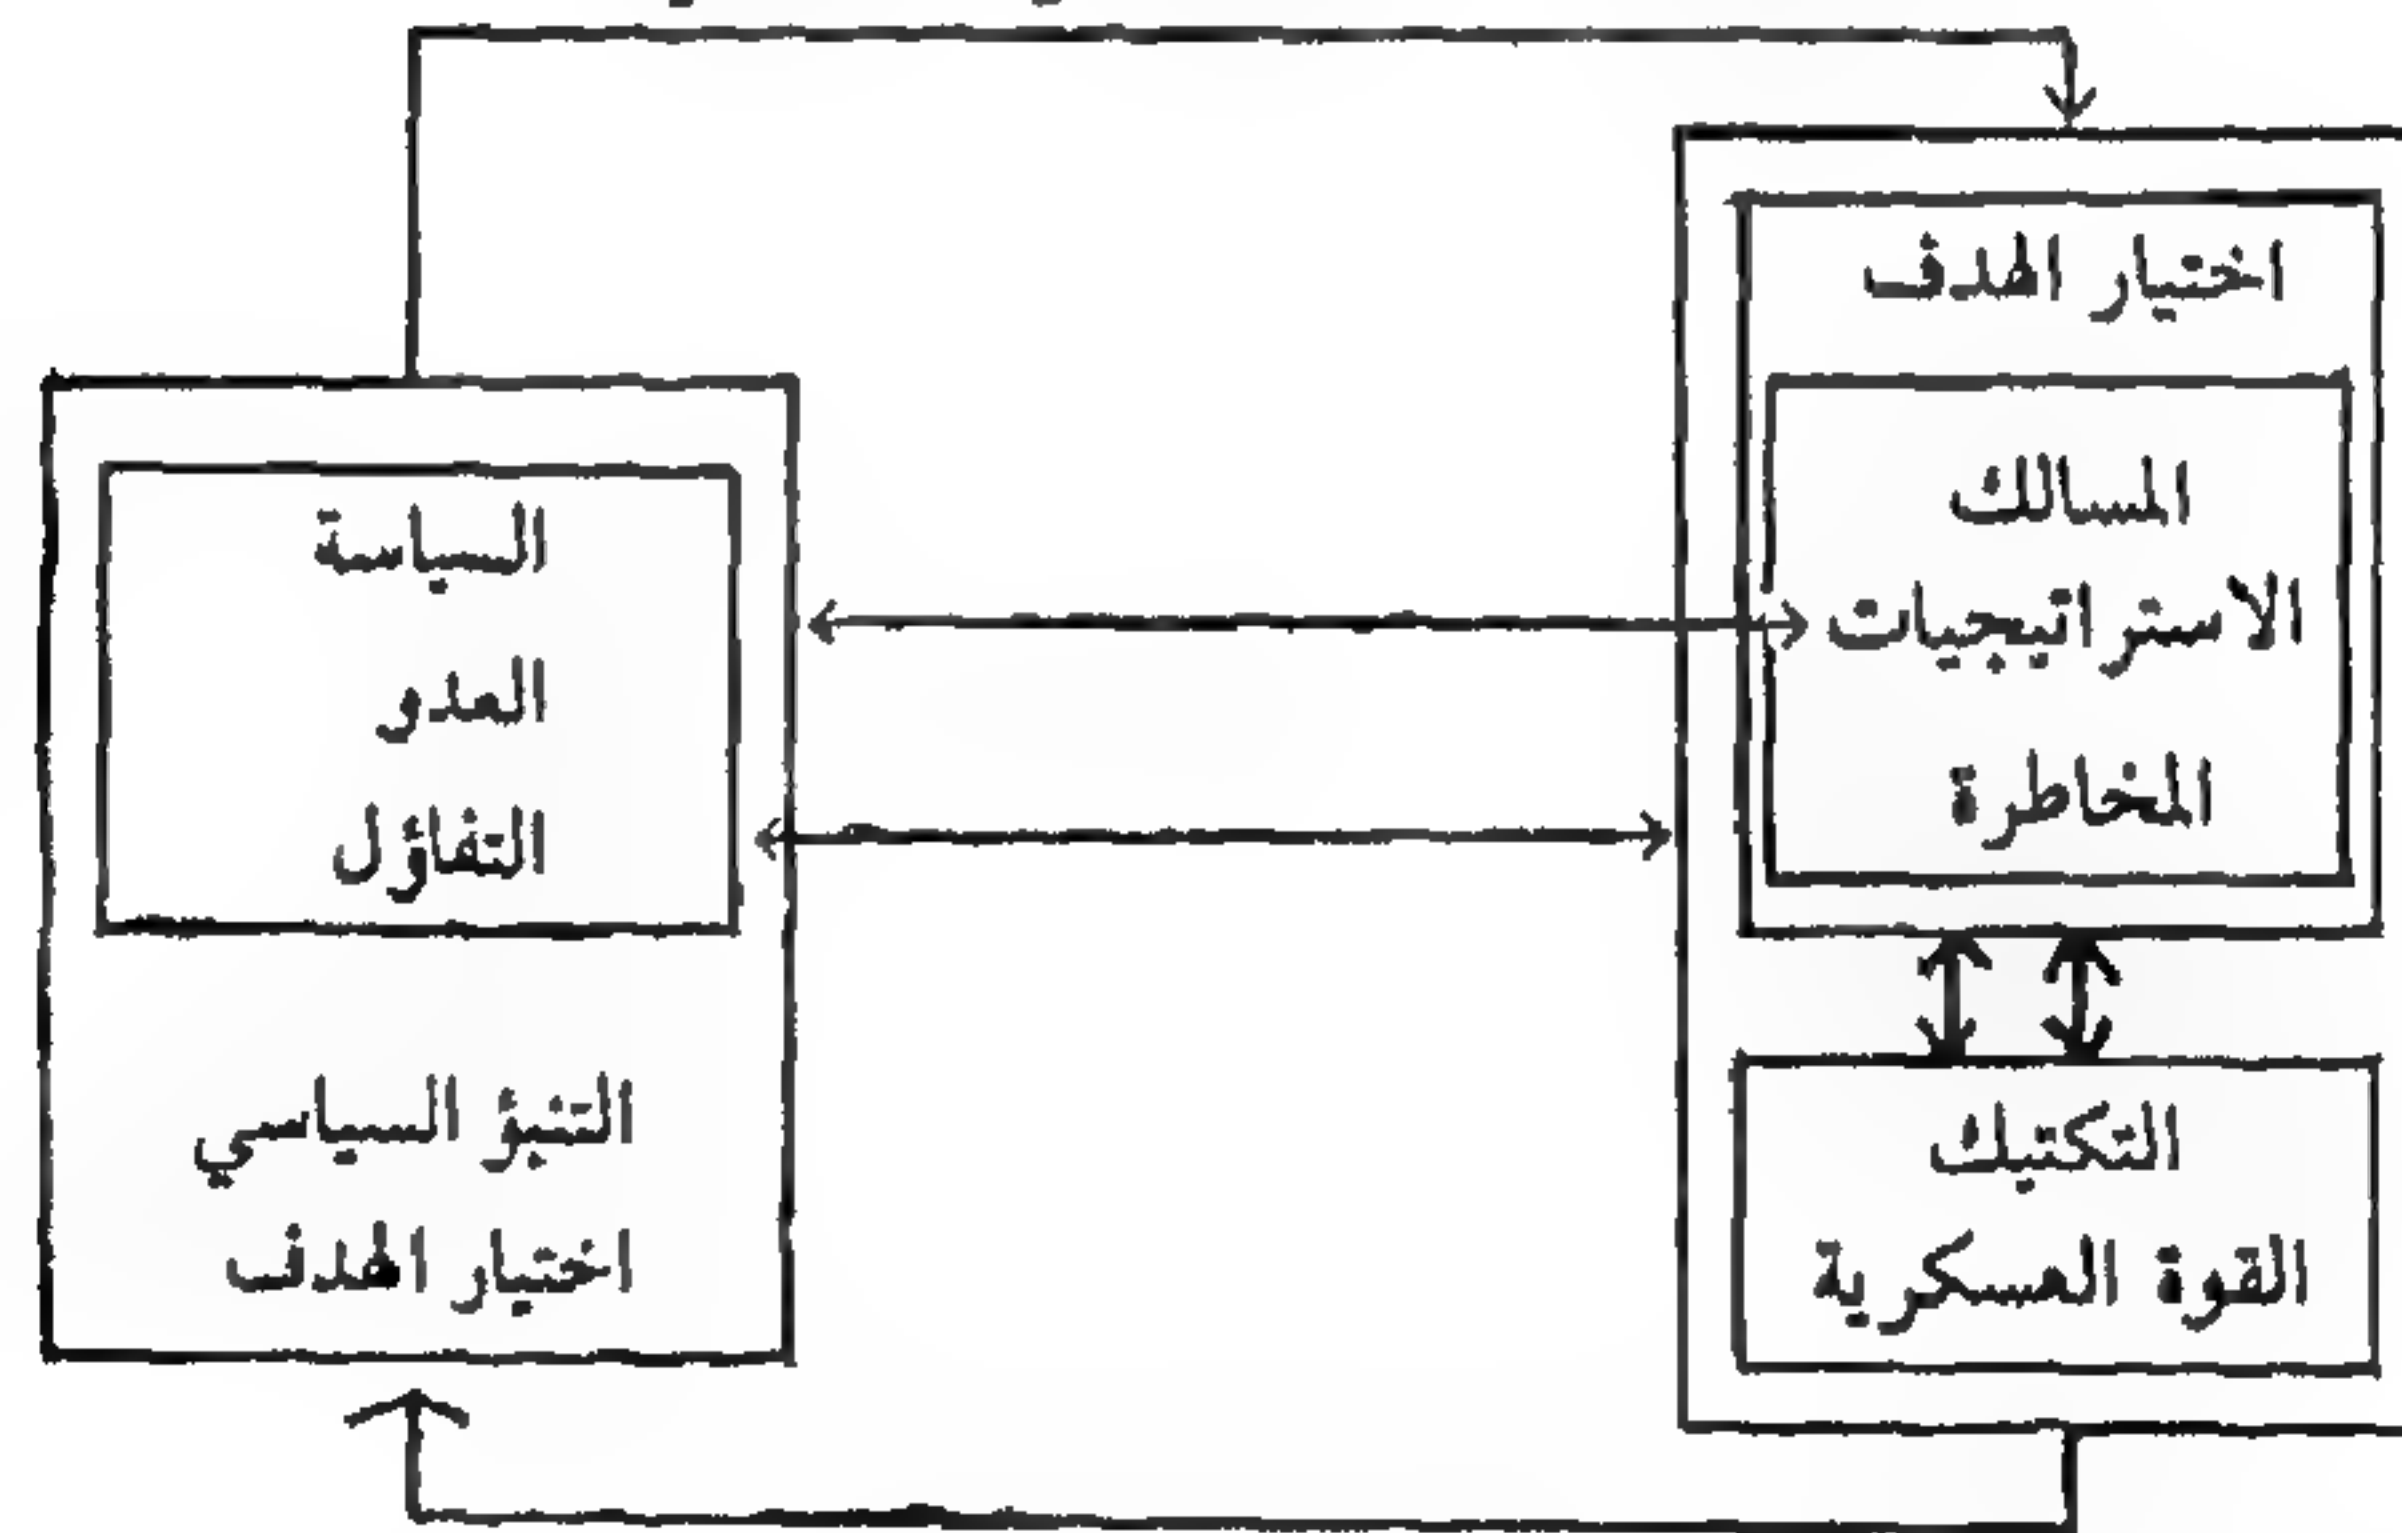 اختيار الهدف
المسالك
الاستراتيجيات
المخاطرة
التكتيك
القوة العسكرية
السياسة
العدو
التفاؤل
التنبؤ السياسي
اختيار الهدف